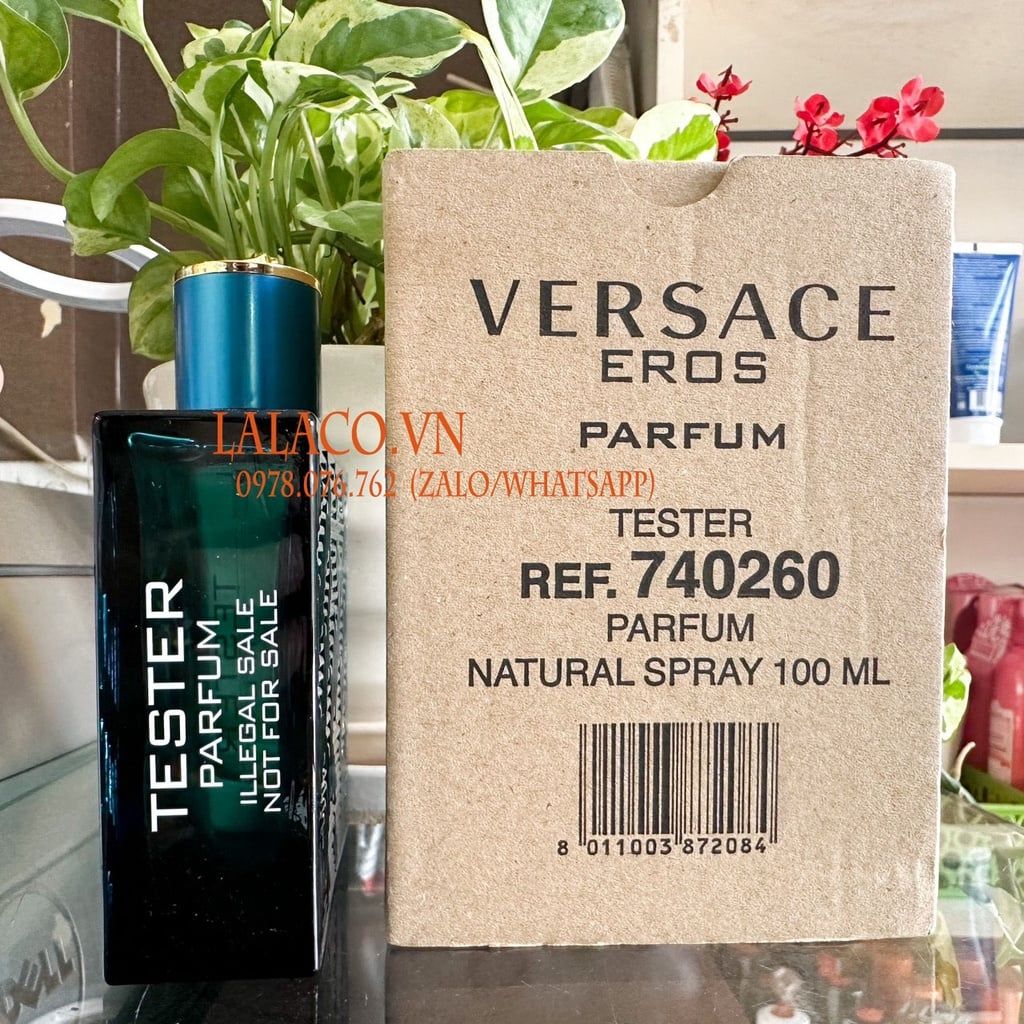 VERSACE
EROS
PARFUM
TESTER
REF. 740260
PARFUM
NATURAL SPRAY 100 ML
8 011003 872084
LALACO.VN
0978.076.762 (ZALO/WHATSAPP)
TESTER
PARFUM
ILLEGAL SALE
NOT FOR SALE
DELL